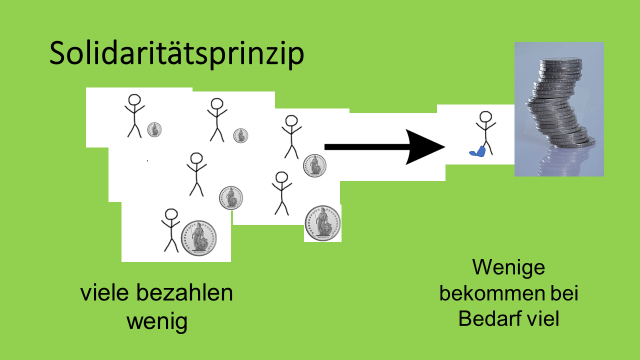 Solidaritätsprinzip
viele bezahlen
wenig
Wenige
bekommen bei
Bedarf viel